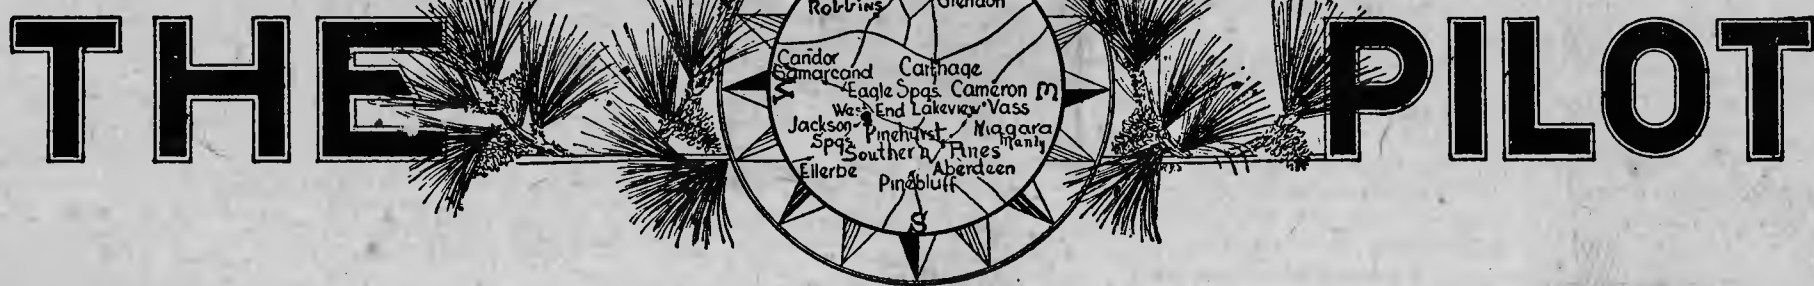 THE PILOT
Robbins Glendon
Candor
Samarcand Carthage
W Eagle Spgs. Cameron E
West End Lakeview Vass
Jackson Pinehurst Niagara
Spgs. Manly
Southern Pines
Ellerbe Aberdeen
Pinebluff
S